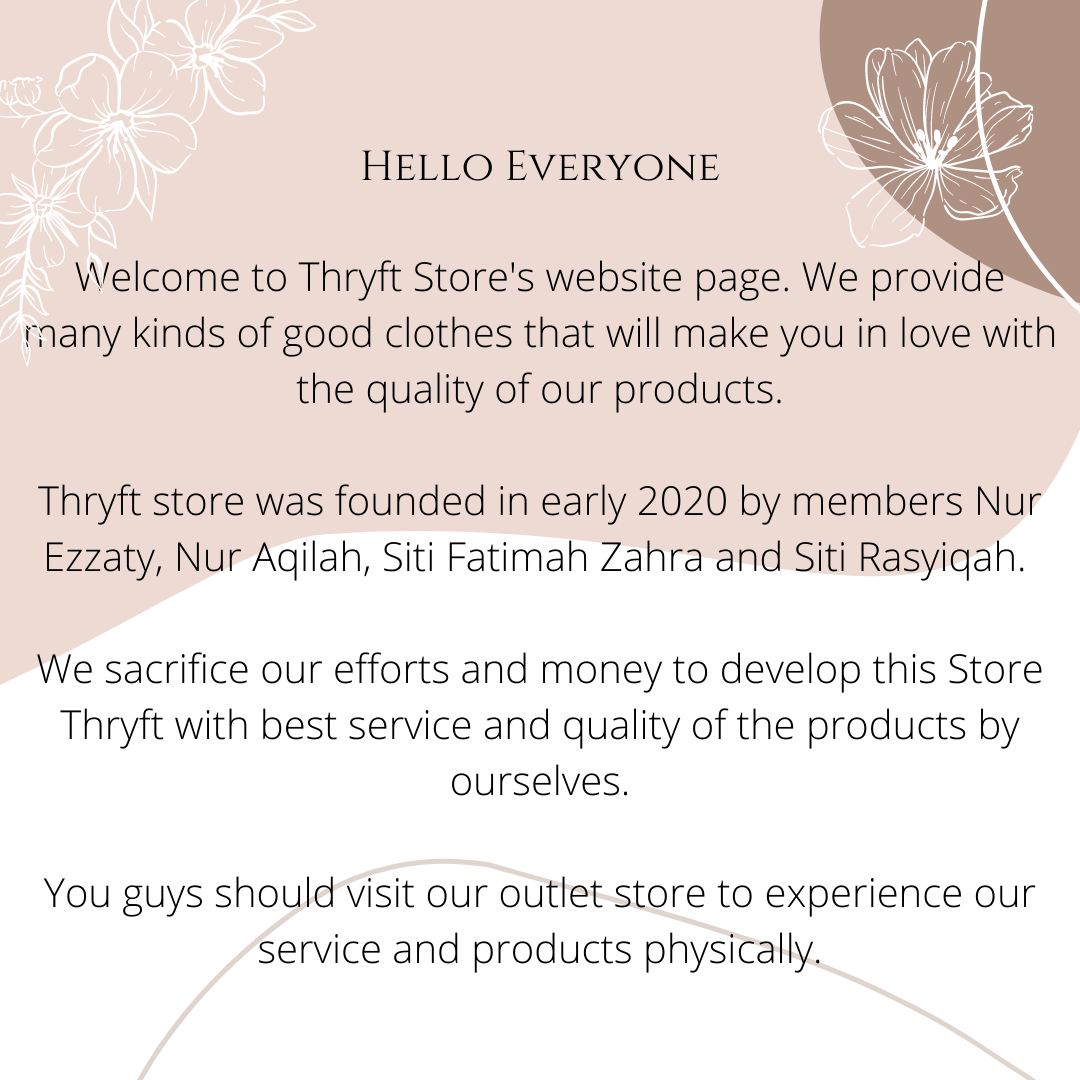 Hello Everyone
Welcome to Thryft Store's website page. We provide
many kinds of good clothes that will make you in love with
the quality of our products.
Thryft store was founded in early 2020 by members Nur
Ezzaty, Nur Aqilah, Siti Fatimah Zahra and Siti Rasyiqah.
We sacrifice our efforts and money to develop this Store
Thryft with best service and quality of the products by
ourselves.
You guys should visit our outlet store to experience our
service and products physically.